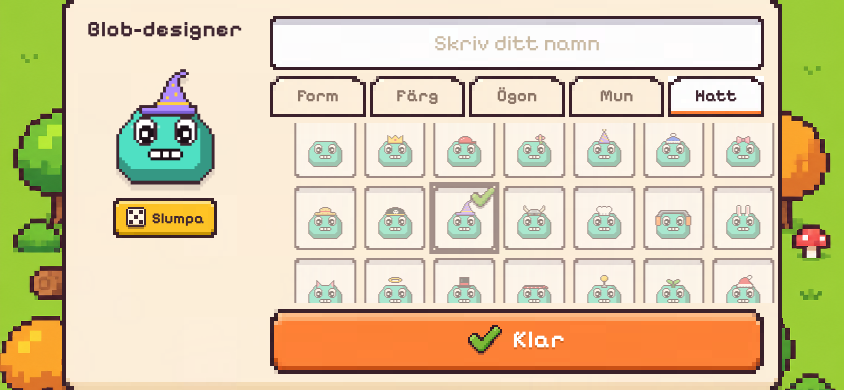 Blob-designer
Skriv ditt namn
Form
Färg
Ögon
Mun
Hatt
Slumpa
Klar